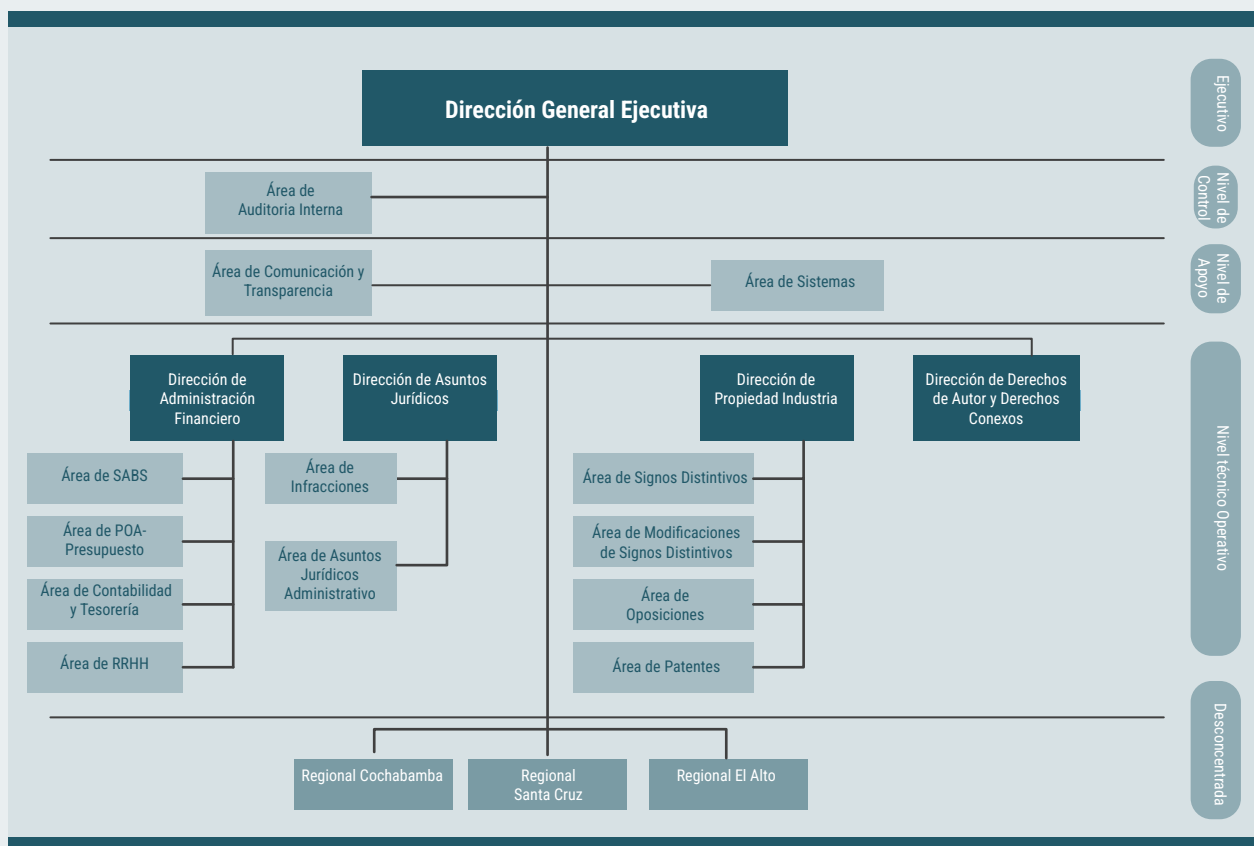 Dirección General Ejecutiva
Ejecutivo
Área de
Auditoria Interna
Nivel de
Control
Área de Comunicación y
Transparencia
Área de Sistemas
Nivel de
Apoyo
Dirección de
Administración
Financiero
Dirección de Asuntos
Jurídicos
Dirección de
Propiedad Industria
Dirección de Derechos
de Autor y Derechos
Conexos
Nivel técnico Operativo
Área de SABS
Área de POA-
Presupuesto
Área de Contabilidad
y Tesorería
Área de RRHH
Área de
Infracciones
Área de Asuntos
Jurídicos
Administrativo
Área de Signos Distintivos
Área de Modificaciones
de Signos Distintivos
Área de
Oposiciones
Área de Patentes
Regional Cochabamba
Regional
Santa Cruz
Regional El Alto
Desconcentrada